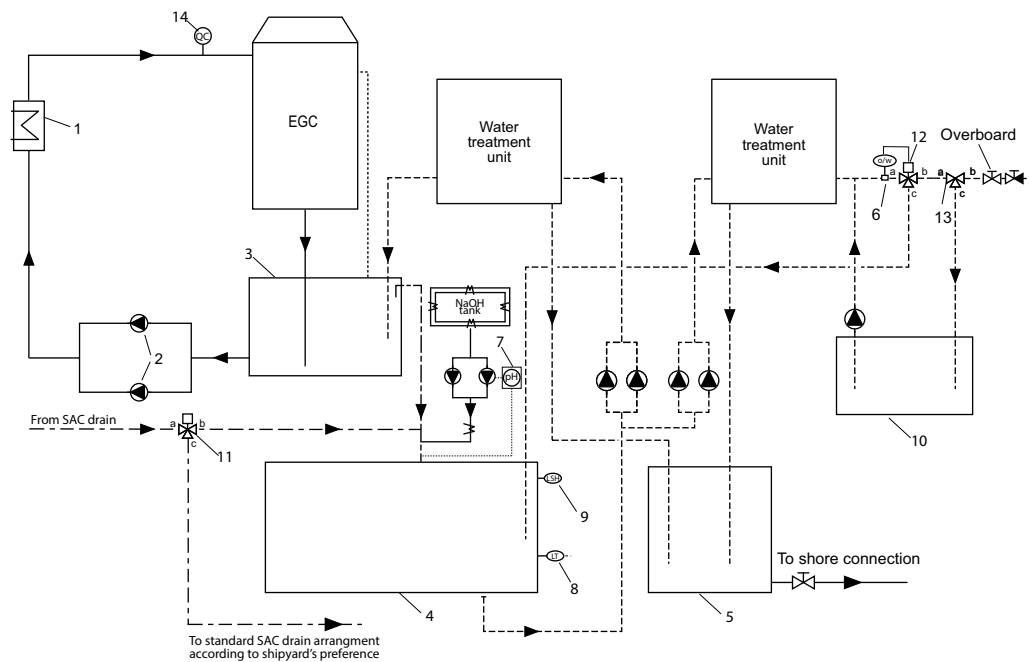 14
QC
EGC
1
Water
treatment
unit
Water
treatment
unit
o/w
12
Overboard
a
b
a
b
c
6
13
c
3
NaOH
tank
7
pH
2
From SAC drain
a
b
c
11
10
LSH
9
LT
8
To shore connection
4
5
To standard SAC drain arrangment
according to shipyard's preference